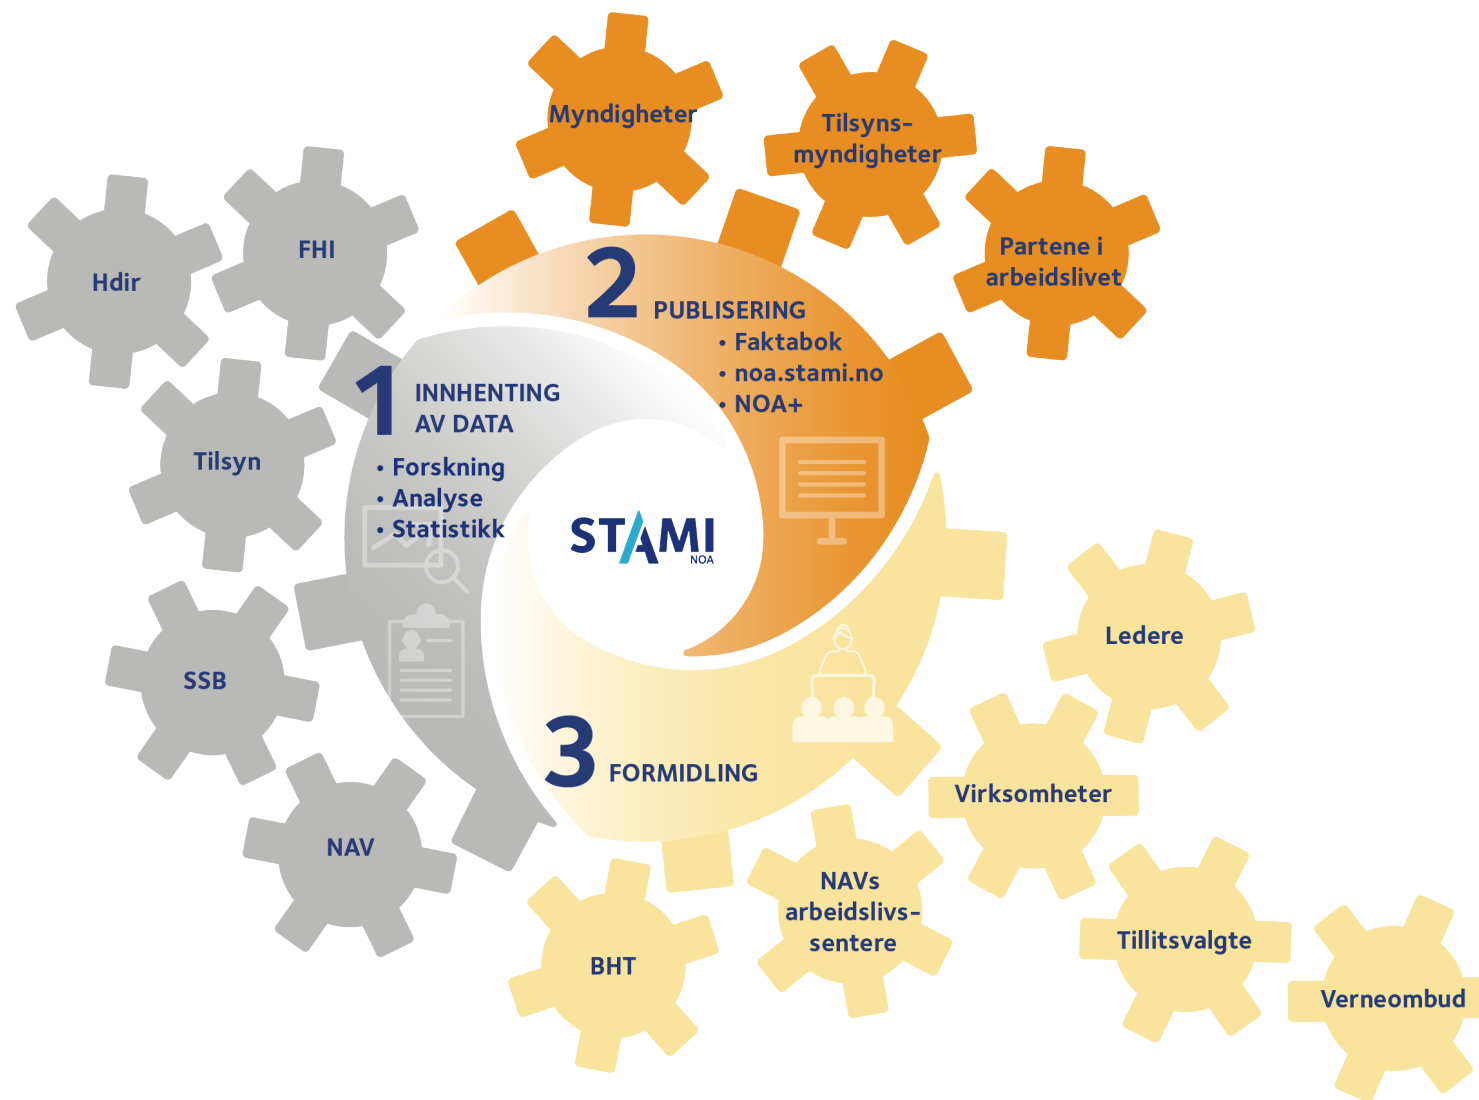 Myndigheter
Tilsyns-
myndigheter
Partene i
arbeidslivet
FHI
Hdir
Tilsyn
SSB
NAV
1 INNHENTING
AV DATA
• Forskning
• Analyse
• Statistikk
2 PUBLISERING
• Faktabok
• noa.stami.no
• NOA+
STAMI
NOA
3 FORMIDLING
Ledere
Virksomheter
NAVs
arbeidslivs-
sentere
BHT
Tillitsvalgte
Verneombud